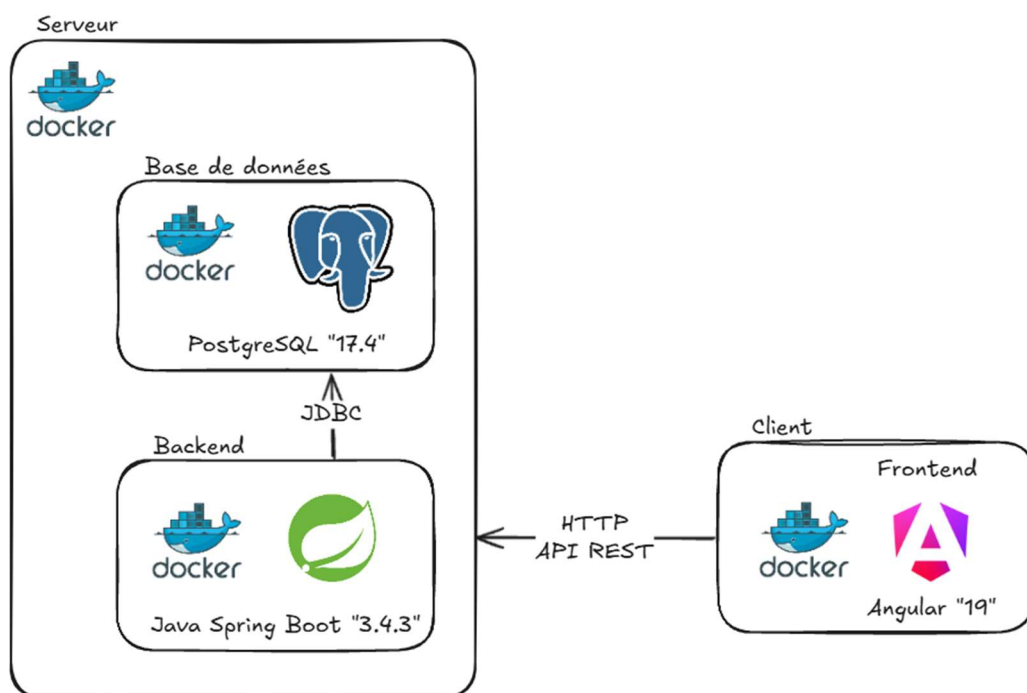 Serveur
docker
Base de données
docker
PostgreSQL "17.4"
JDBC
Backend
docker
Java Spring Boot "3.4.3"
HTTP
API REST
Client
Frontend
docker
Angular "19"